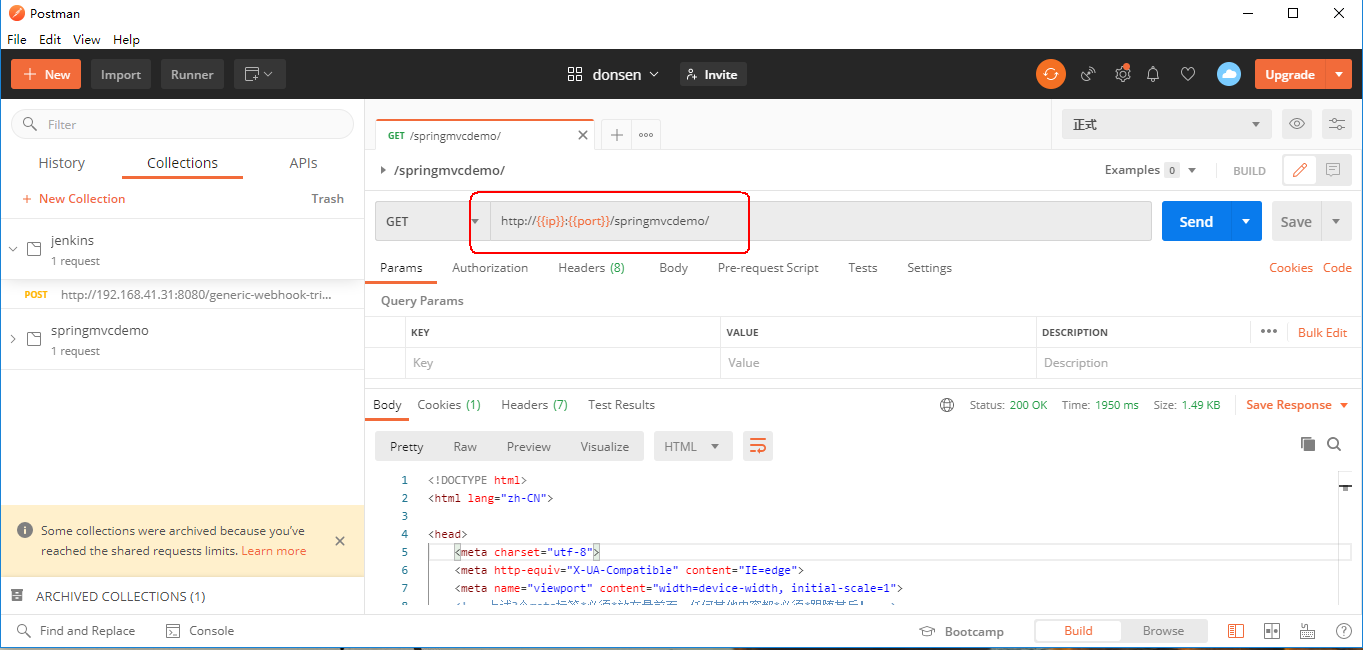 Postman
File Edit View Help
New Import Runner donsen Invite Upgrade
Filter
History Collections APIs
New Collection Trash
jenkins
1 request
POST http://192.168.41.31:8080/generic-webhook-tri...
springmvcdemo
1 request
Some collections were archived because you've
reached the shared requests limits. Learn more
ARCHIVED COLLECTIONS (1)
GET /springmvcdemo/
正式
/springmvcdemo/ Examples 0 BUILD
GET http://{{ip}}:{{port}}/springmvcdemo/ Send Save
Params Authorization Headers (8) Body Pre-request Script Tests Settings Cookies Code
Query Params
KEY VALUE DESCRIPTION Bulk Edit
Key Value Description
Body Cookies (1) Headers (7) Test Results Status: 200 OK Time: 1950 ms Size: 1.49 KB Save Response
Pretty Raw Preview Visualize HTML
1 <!DOCTYPE html>
2 <html lang="zh-CN">
3
4 <head>
5 <meta charset="utf-8">
6 <meta http-equiv="X-UA-Compatible" content="IE=edge">
7 <meta name="viewport" content="width=device-width, initial-scale=1">
Find and Replace Console Bootcamp Build Browse